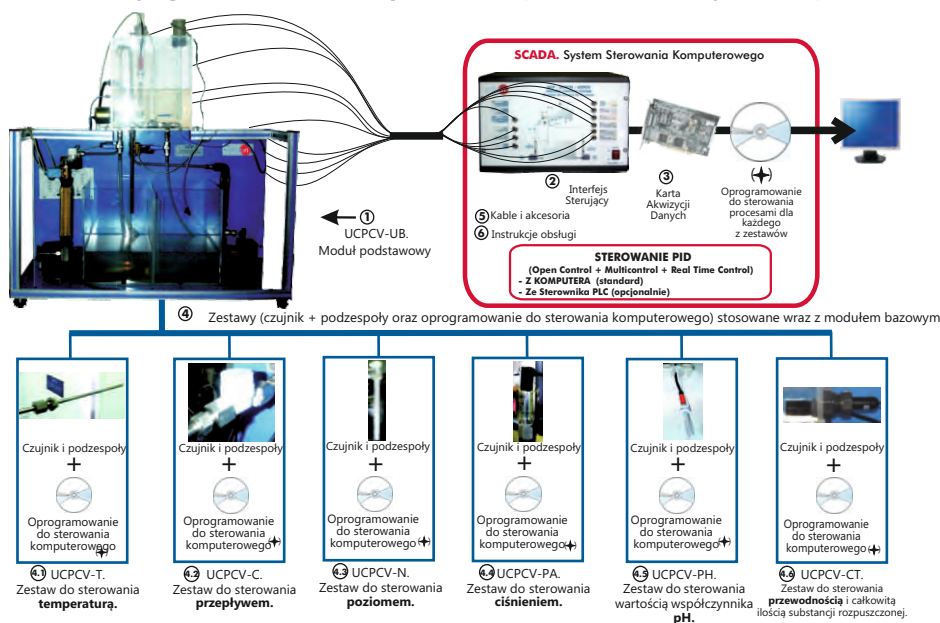 SCADA. System Sterowania Komputerowego
2
Interfejs
Sterujący
3
Karta
Akwizycji
Danych
Oprogramowanie
do sterowania
procesami dla
każdego
z zestawów
1
UCPCV-UB.
Moduł podstawowy
5 Kable i akcesoria
6 Instrukcje obsługi
STEROWANIE PID
(Open Control + Multicontrol + Real Time Control)
- Z KOMPUTERA (standard)
- Ze Sterownika PLC (opcjonalnie)
4 Zestawy (czujnik + podzespoły oraz oprogramowanie do sterowania komputerowego) stosowane wraz z modułem bazowym
Czujnik i podzespoły
+
Oprogramowanie
do sterowania
komputerowego
4.1 UCPCV-T.
Zestaw do sterowania
temperaturą.
Czujnik i podzespoły
+
Oprogramowanie
do sterowania
komputerowego
4.2 UCPCV-C.
Zestaw do sterowania
przepływem.
Czujnik i podzespoły
+
Oprogramowanie
do sterowania
komputerowego
4.3 UCPCV-N.
Zestaw do sterowania
poziomem.
Czujnik i podzespoły
+
Oprogramowanie
do sterowania
komputerowego
4.4 UCPCV-PA.
Zestaw do sterowania
ciśnieniem.
Czujnik i podzespoły
+
Oprogramowanie
do sterowania
komputerowego
4.5 UCPCV-PH.
Zestaw do sterowania
wartością współczynnika
pH.
Czujnik i podzespoły
+
Oprogramowanie
do sterowania
komputerowego
4.6 UCPCV-CT.
Zestaw do sterowania
przewodnością i całkowitą
ilością substancji rozpuszczonej.